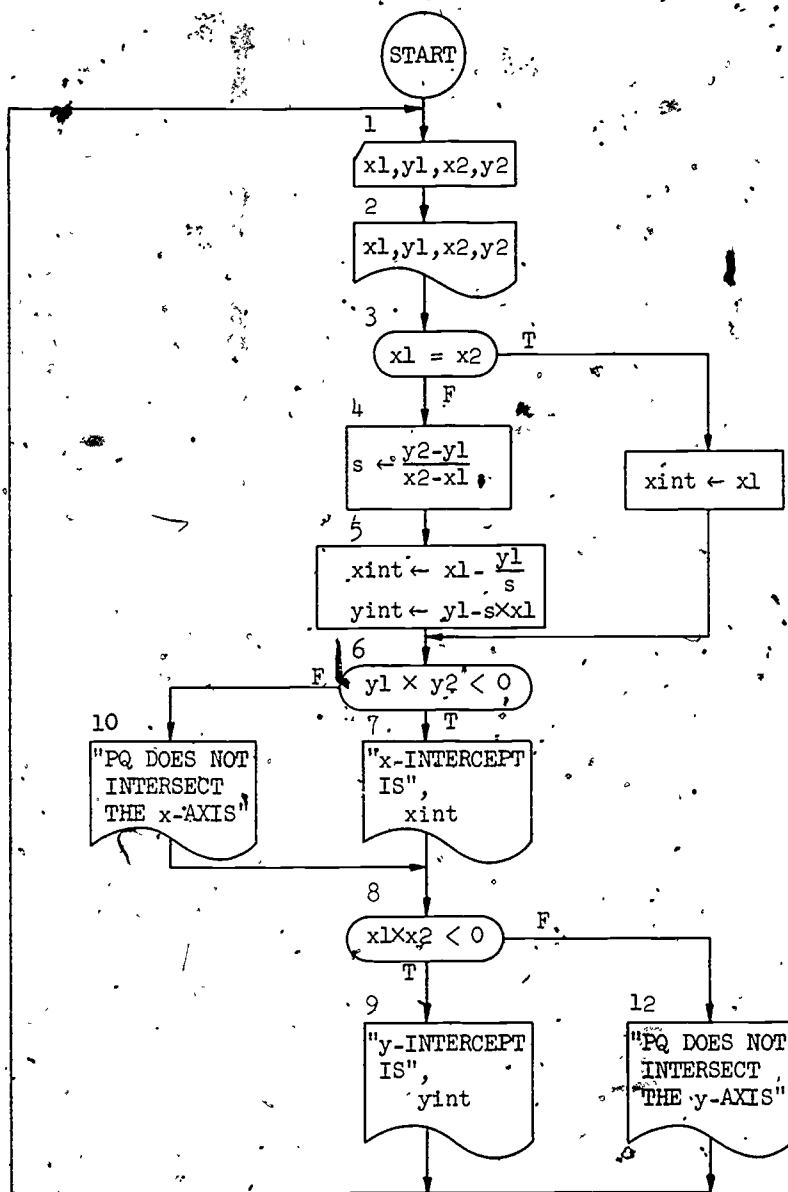 START
1
x1,y1,x2,y2
2
x1,y1,x2,y2
3
x1 = x2
T
F
4
s ← y2-y1
x2-x1
xint ← x1
5
xint ← x1- y1
s
yint ← y1-s×x1
6
F
y1 × y2 < 0
T
10
"PQ DOES NOT
INTERSECT
THE x-AXIS"
7
"x-INTERCEPT
IS",
xint
8
x1×x2 < 0
F
T
9
"y-INTERCEPT
IS",
yint
12
"PQ DOES NOT
INTERSECT
THE y-AXIS"